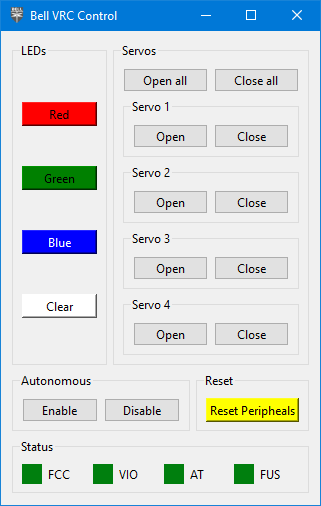 Bell VRC Control
LEDs
Servos
Open all Close all
Red
Servo 1
Open Close
Green
Servo 2
Open Close
Blue
Servo 3
Open Close
Clear
Servo 4
Open Close
Autonomous
Reset
Enable Disable
Reset Peripheals
Status
FCC VIO AT FUS